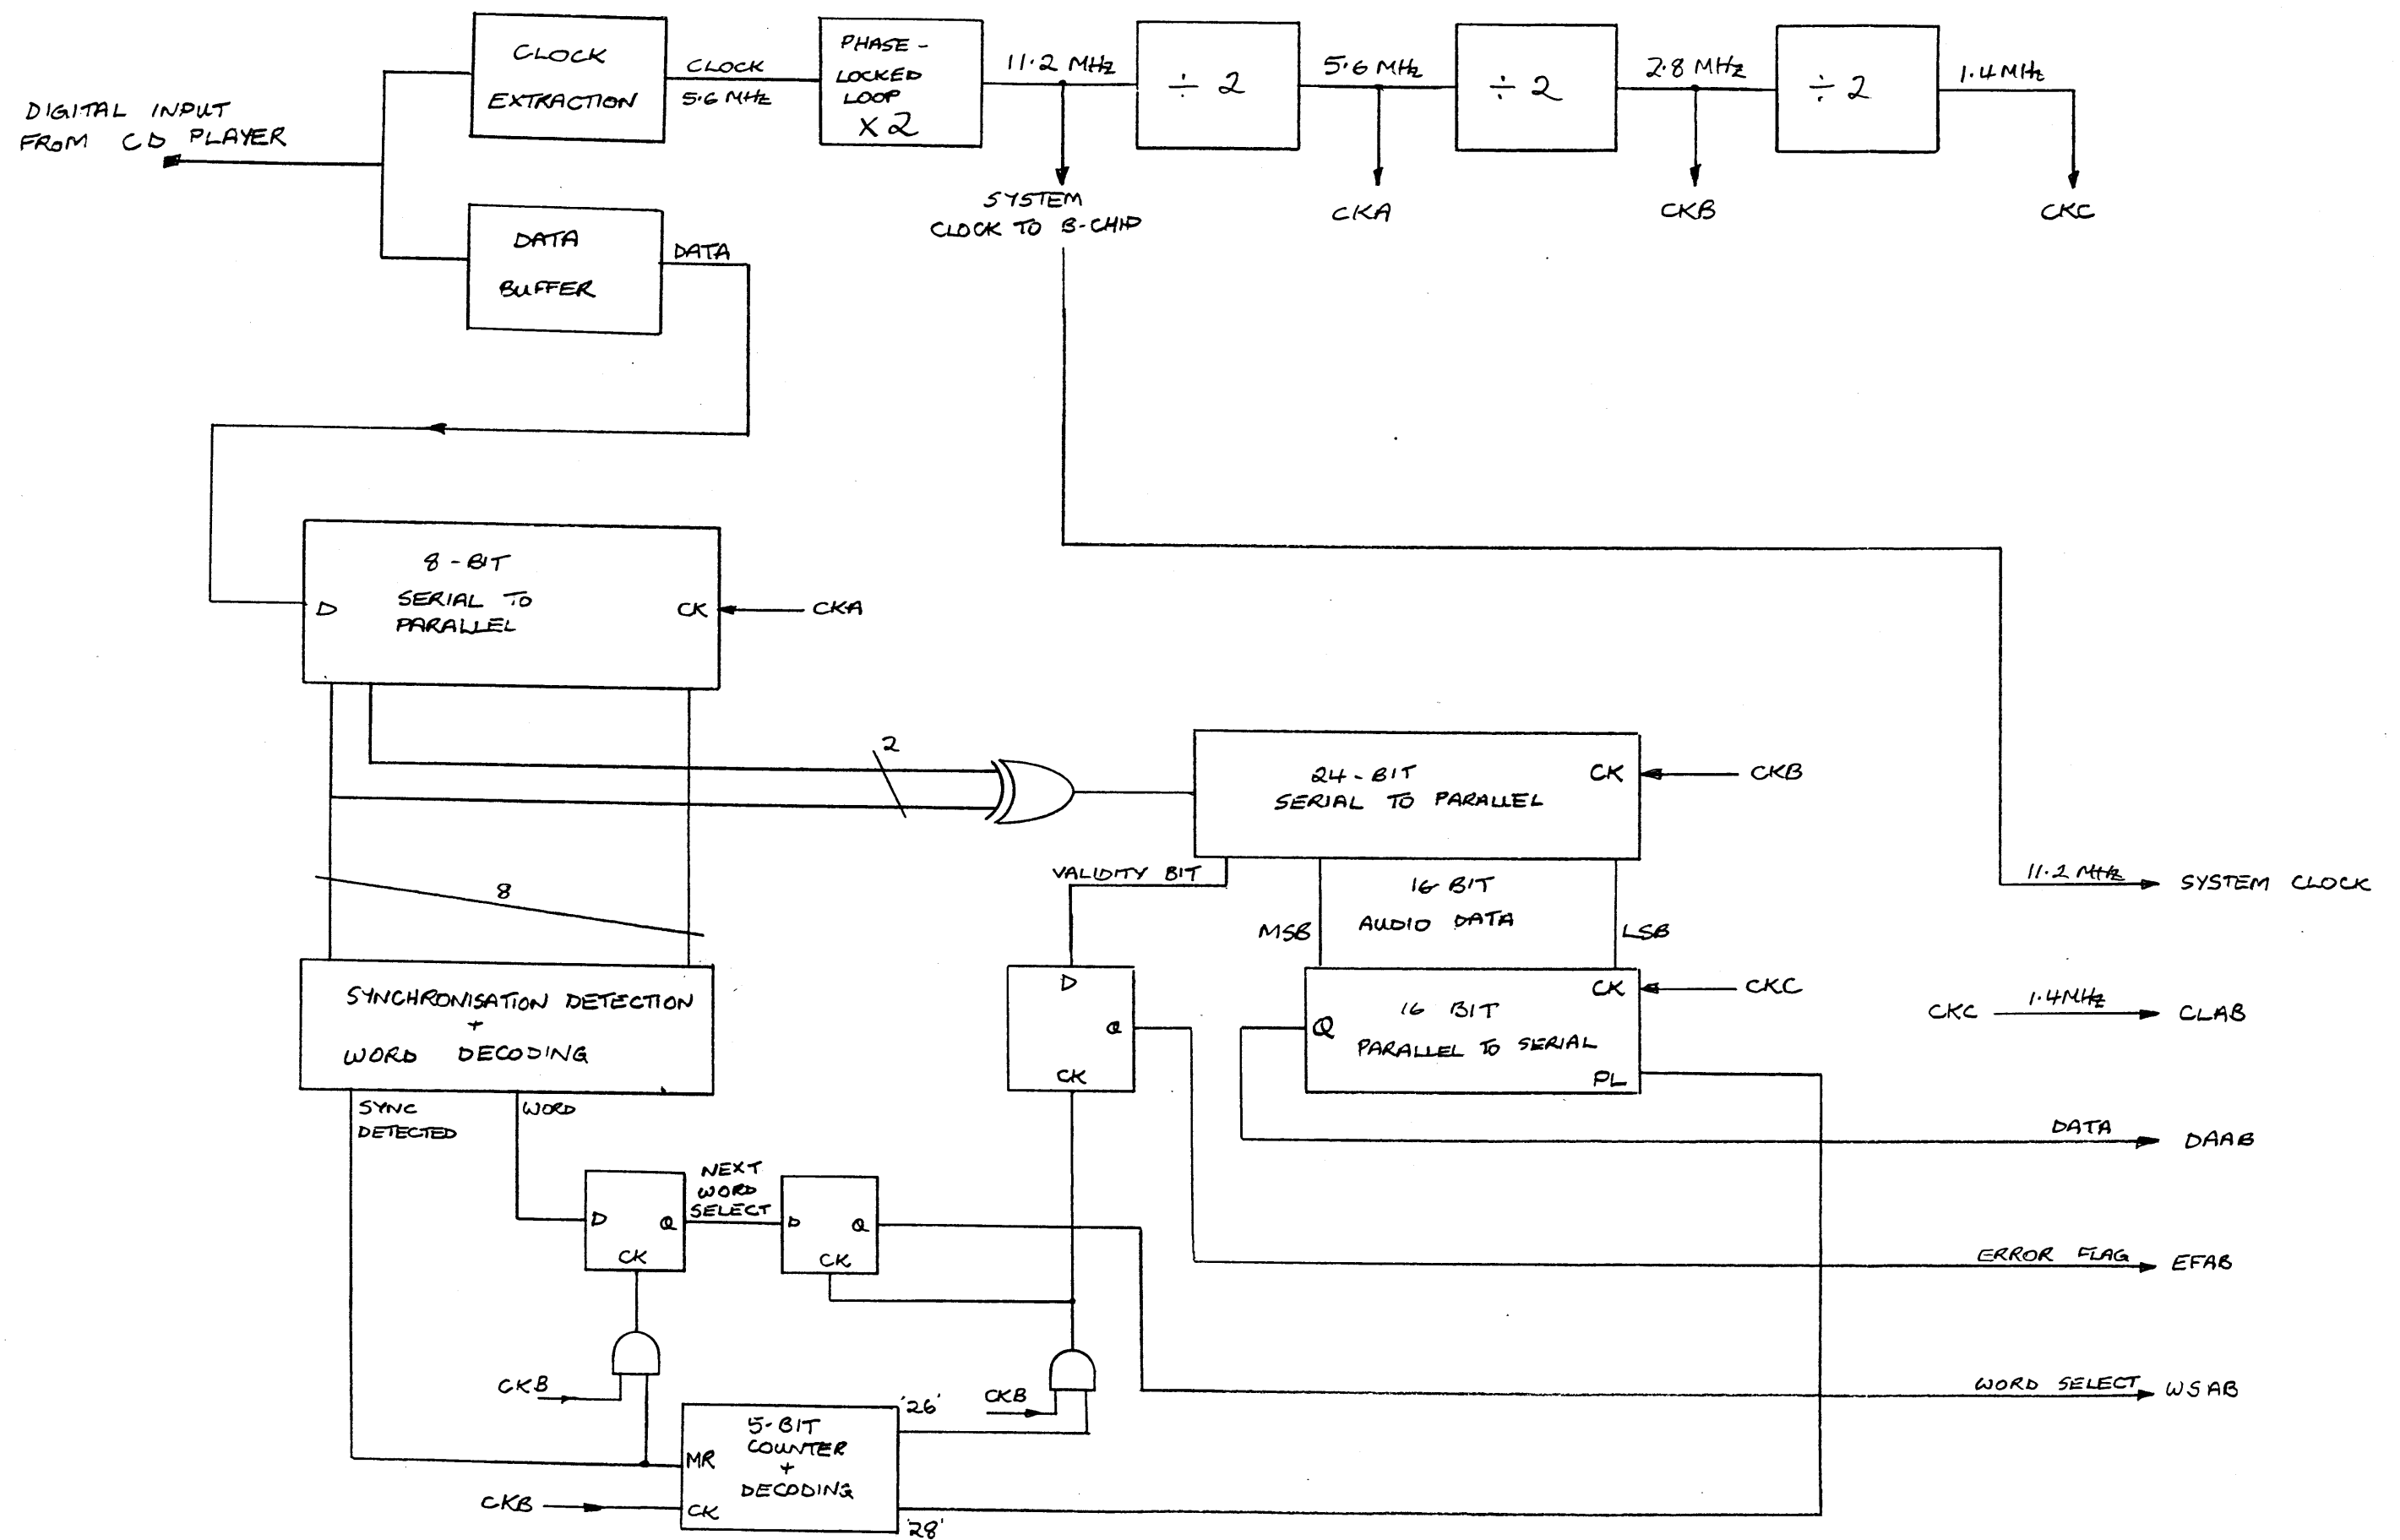 CLOCK
EXTRACTION
CLOCK
5.6 MHz
PHASE -
LOCKED
LOOP
X2
11.2 MHz
÷ 2
5.6 MHz
÷ 2
2.8 MHz
÷ 2
1.4 MHz
DIGITAL INPUT
FROM CD PLAYER
SYSTEM
CLOCK TO B-CHIP
CKA
CKB
CKC
DATA
BUFFER
DATA
8-BIT
SERIAL TO
PARALLEL
D
CK
CKA
2
24-BIT
SERIAL TO PARALLEL
CK
CKB
VALIDITY BIT
16 BIT
AUDIO DATA
MSB
LSB
11.2 MHz
SYSTEM CLOCK
8
SYNCHRONISATION DETECTION
+
WORD DECODING
D
Q
CK
16 BIT
PARALLEL TO SERIAL
Q
CK
PL
CKC
CKC
1.4MHz
CLAB
SYNC
DETECTED
WORD
DATA
DAAB
D
Q
CK
NEXT
WORD
SELECT
D
Q
CK
ERROR FLAG
EFAB
CKB
CKB
WORD SELECT
WSAB
'26'
5-BIT
COUNTER
+
DECODING
MR
CK
CKB
'28'